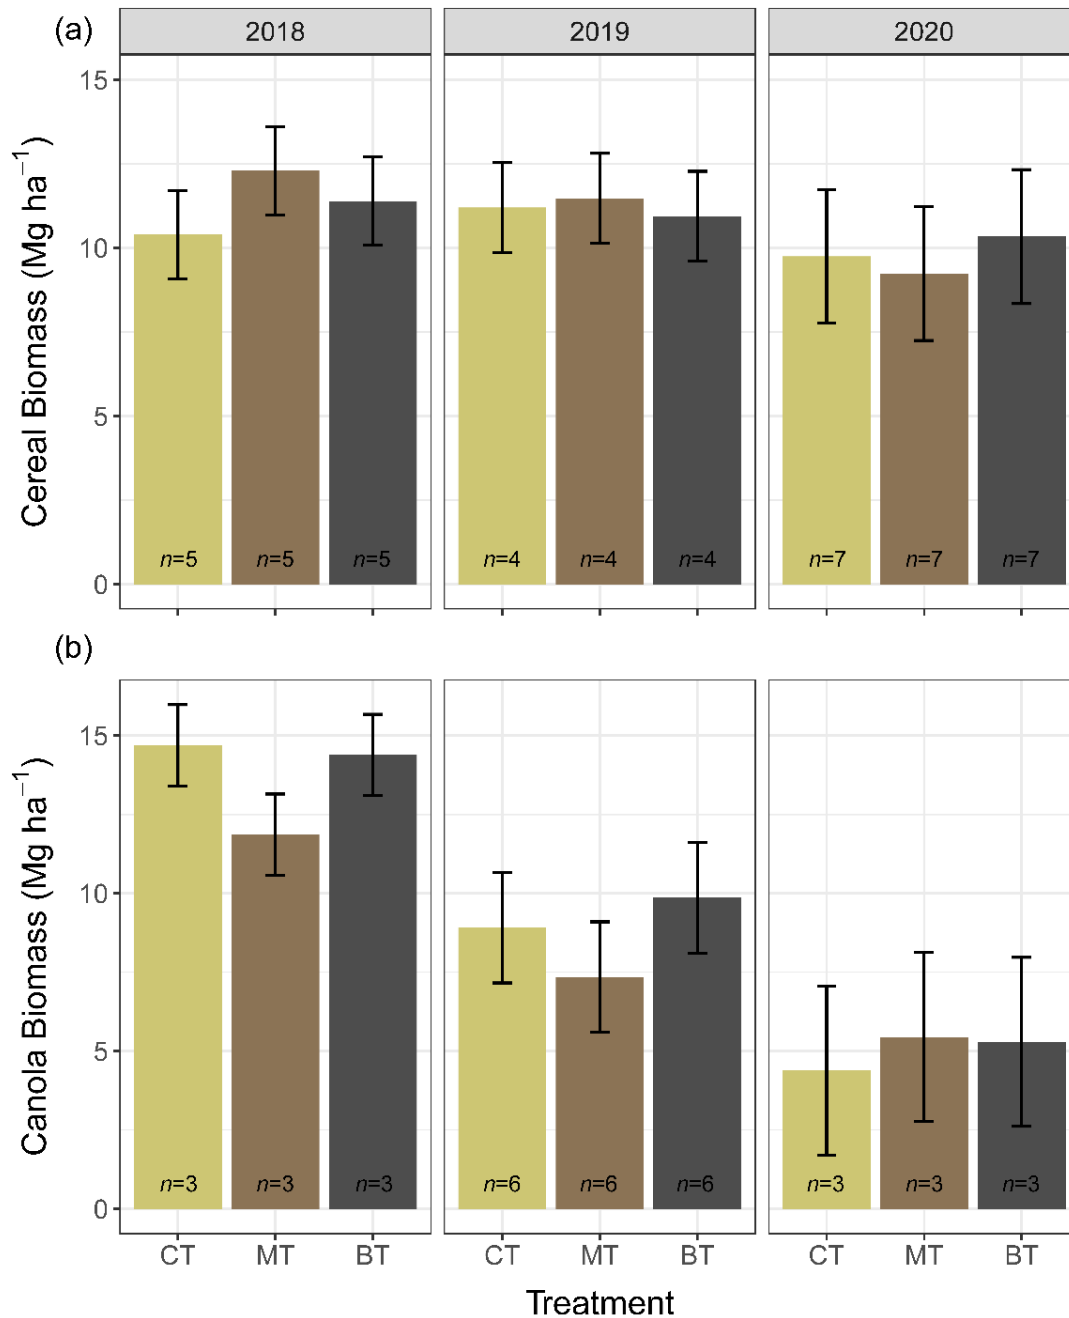 (a)
2018 2019 2020
Cereal Biomass (Mg ha⁻¹)
15
10
5
0
n=5 n=5 n=5 n=4 n=4 n=4 n=7 n=7 n=7
(b)
Canola Biomass (Mg ha⁻¹)
15
10
5
0
n=3 n=3 n=3 n=6 n=6 n=6 n=3 n=3 n=3
CT MT BT CT MT BT CT MT BT
Treatment